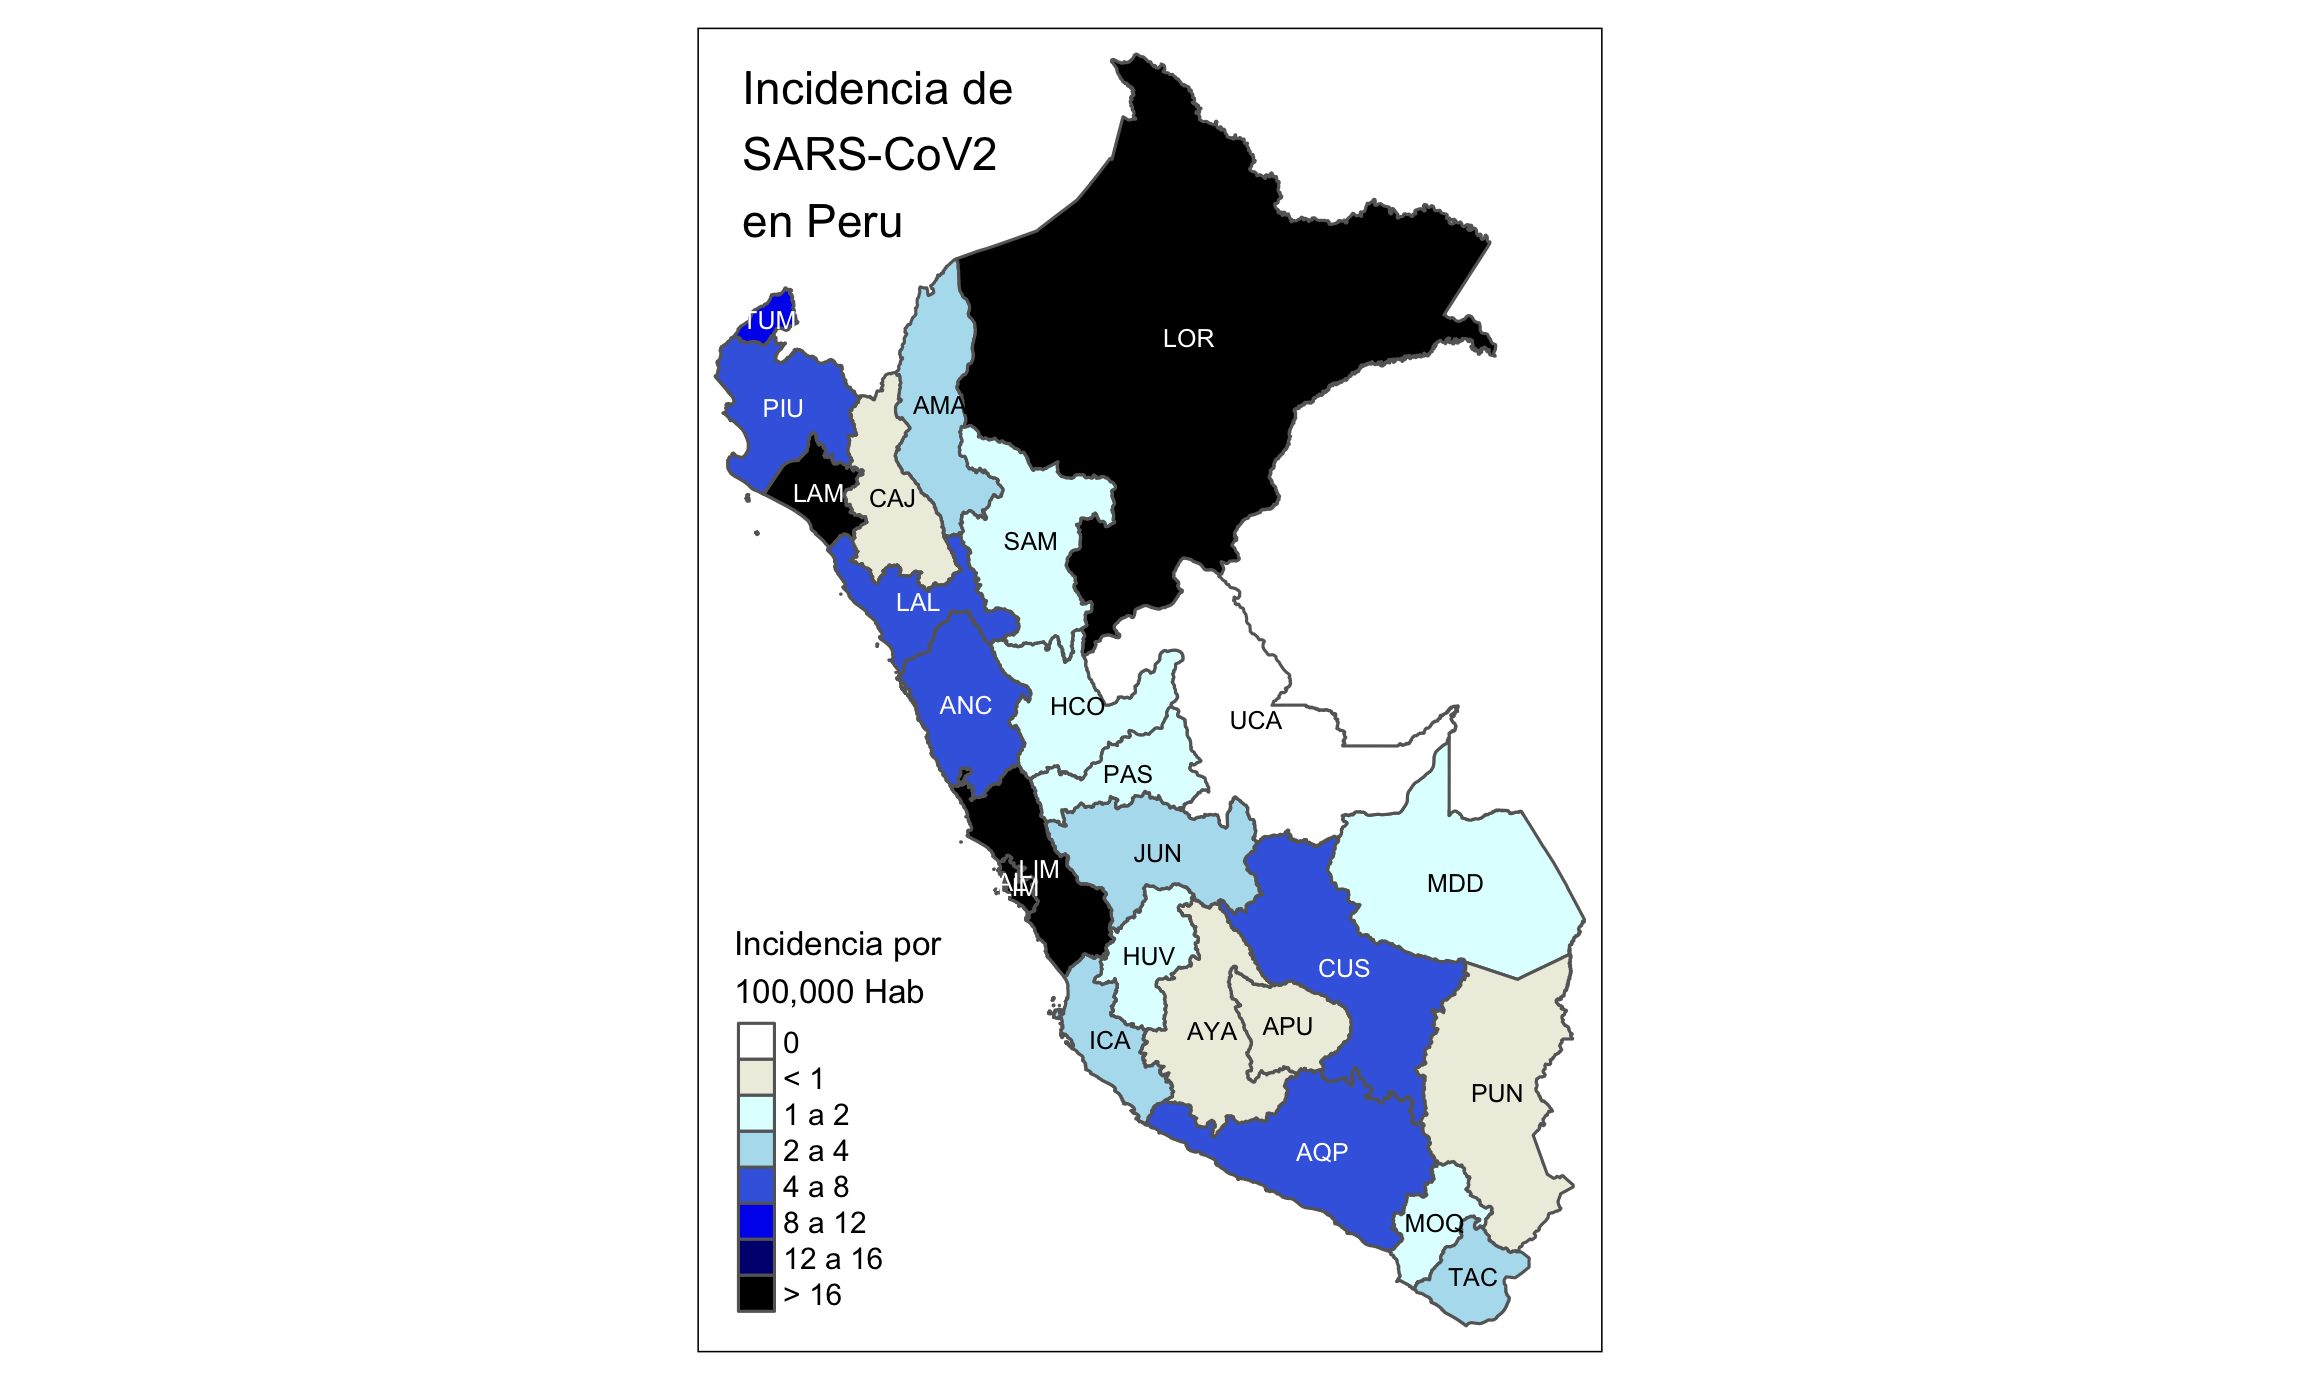 Incidencia de
SARS-CoV2
en Peru
TUM
LOR
PIU
AMA
LAM
CAJ
SAM
LAL
ANC
HCO
UCA
PAS
JUN
LIM
MDD
HUV
CUS
ICA
AYA
APU
PUN
AQP
MOQ
TAC
Incidencia por
100,000 Hab
0
< 1
1 a 2
2 a 4
4 a 8
8 a 12
12 a 16
> 16